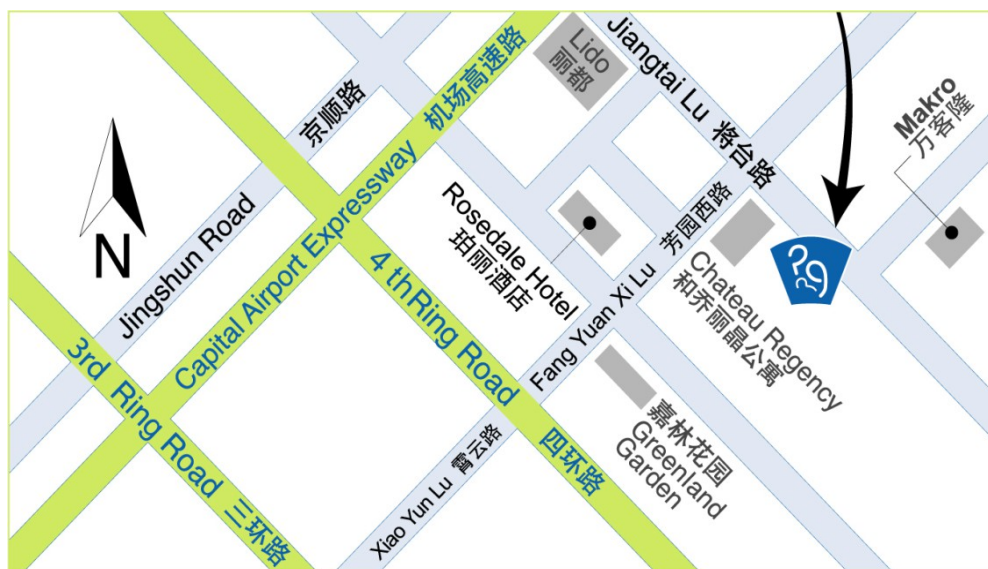 Lido
丽都
Jiangtai Lu 将台路
Makro
万客隆
京顺路
Jingshun Road
机场高速路
Capital Airport Expressway
N
Rosedale Hotel
珀丽酒店
芳园西路
Fang Yuan Xi Lu
Chateau Regency
和乔丽晶公寓
4 thRing Road 四环路
3rd Ring Road 三环路
嘉林花园
Greenland
Garden
Xiao Yun Lu 霄云路